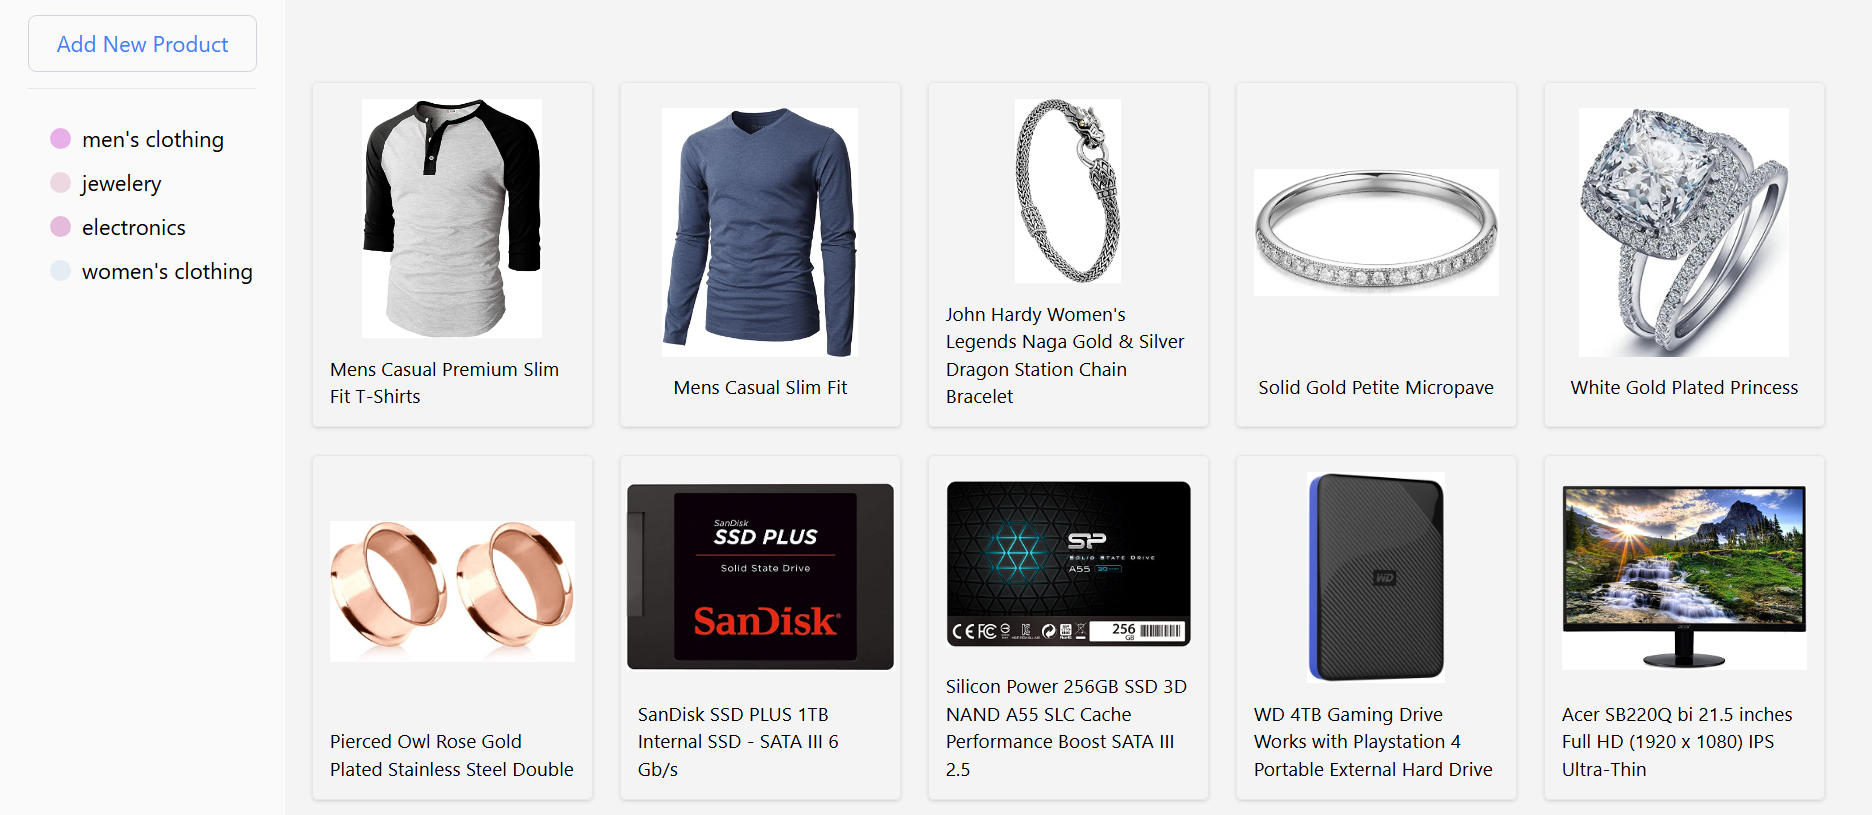 Add New Product
men's clothing
jewelery
electronics
women's clothing
Mens Casual Premium Slim
Fit T-Shirts
Mens Casual Slim Fit
John Hardy Women's
Legends Naga Gold & Silver
Dragon Station Chain
Bracelet
Solid Gold Petite Micropave
White Gold Plated Princess
Pierced Owl Rose Gold
Plated Stainless Steel Double
SanDisk
SSD PLUS
Solid State Drive
SanDisk
SanDisk SSD PLUS 1TB
Internal SSD - SATA III 6
Gb/s
SP
SOLID STATE DRIVE
A55
256
GB
Silicon Power 256GB SSD 3D
NAND A55 SLC Cache
Performance Boost SATA III
2.5
WD
WD 4TB Gaming Drive
Works with Playstation 4
Portable External Hard Drive
Acer SB220Q bi 21.5 inches
Full HD (1920 x 1080) IPS
Ultra-Thin